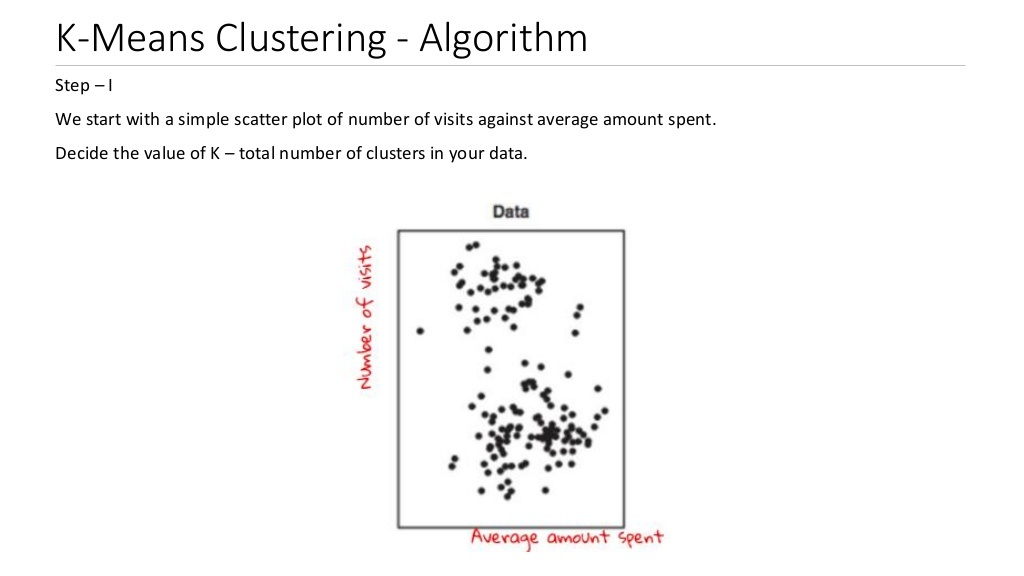 K-Means Clustering - Algorithm
Step – I
We start with a simple scatter plot of number of visits against average amount spent.
Decide the value of K – total number of clusters in your data.
Data
Number of visits
Average amount spent